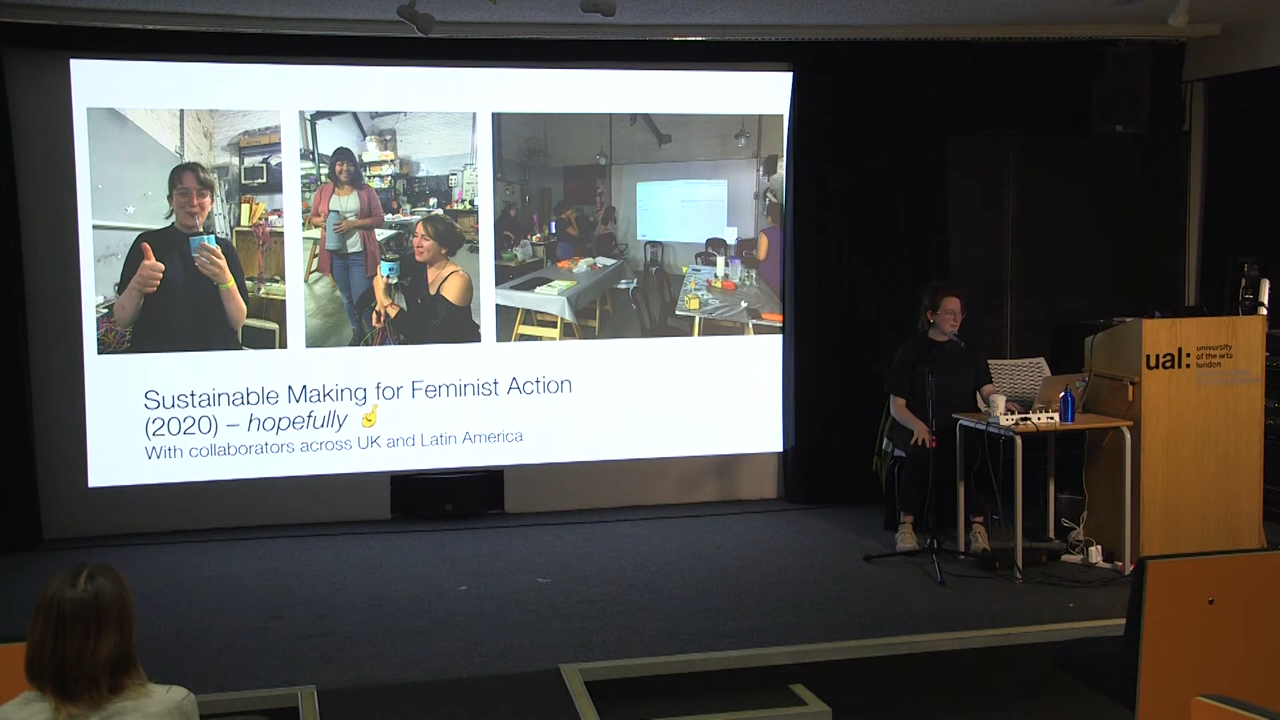 Sustainable Making for Feminist Action
(2020) – hopefully 🤞
With collaborators across UK and Latin America
ual:
university
of the arts
london